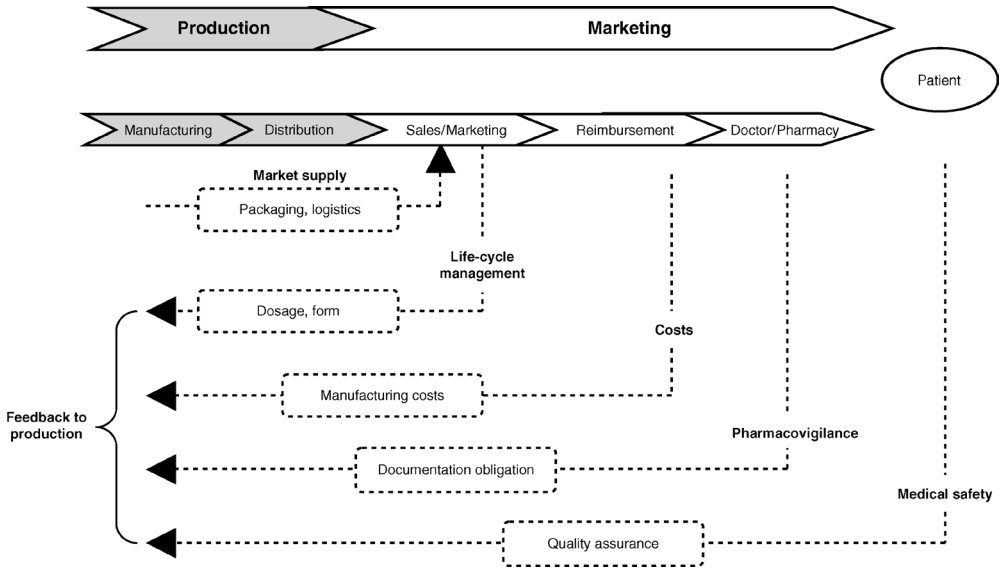 Production
Marketing
Patient
Manufacturing
Distribution
Sales/Marketing
Reimbursement
Doctor/Pharmacy
Market supply
Packaging, logistics
Life-cycle
management
Dosage, form
Costs
Manufacturing costs
Feedback to
production
Pharmacovigilance
Documentation obligation
Medical safety
Quality assurance